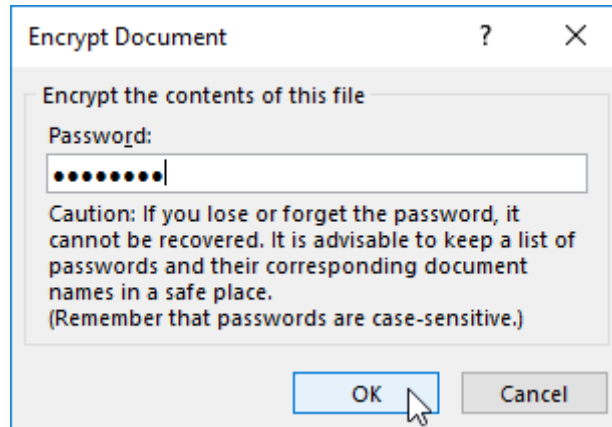 Encrypt Document
?
Encrypt the contents of this file
Password:
••••••••
Caution: If you lose or forget the password, it
cannot be recovered. It is advisable to keep a list of
passwords and their corresponding document
names in a safe place.
(Remember that passwords are case-sensitive.)
OK
Cancel